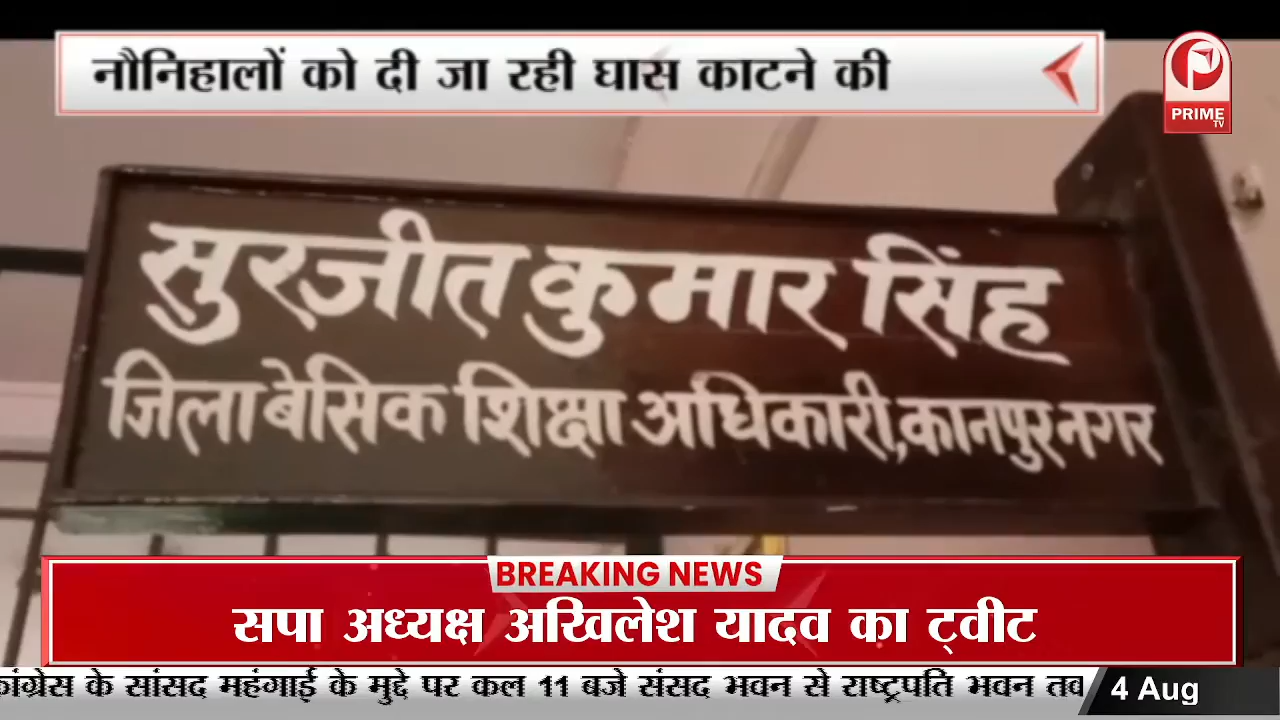 नौनिहालों को दी जा रही घास काटने की
PRIME
TV
सुरजीत कुमार सिंह
जिला बेसिक शिक्षा अधिकारी, कानपुर नगर
BREAKING NEWS
सपा अध्यक्ष अखिलेश यादव का ट्वीट
के सांसद महंगाई के मुद्दे पर कल 11 बजे संसद भवन से राष्ट्रपति भवन
4 Aug